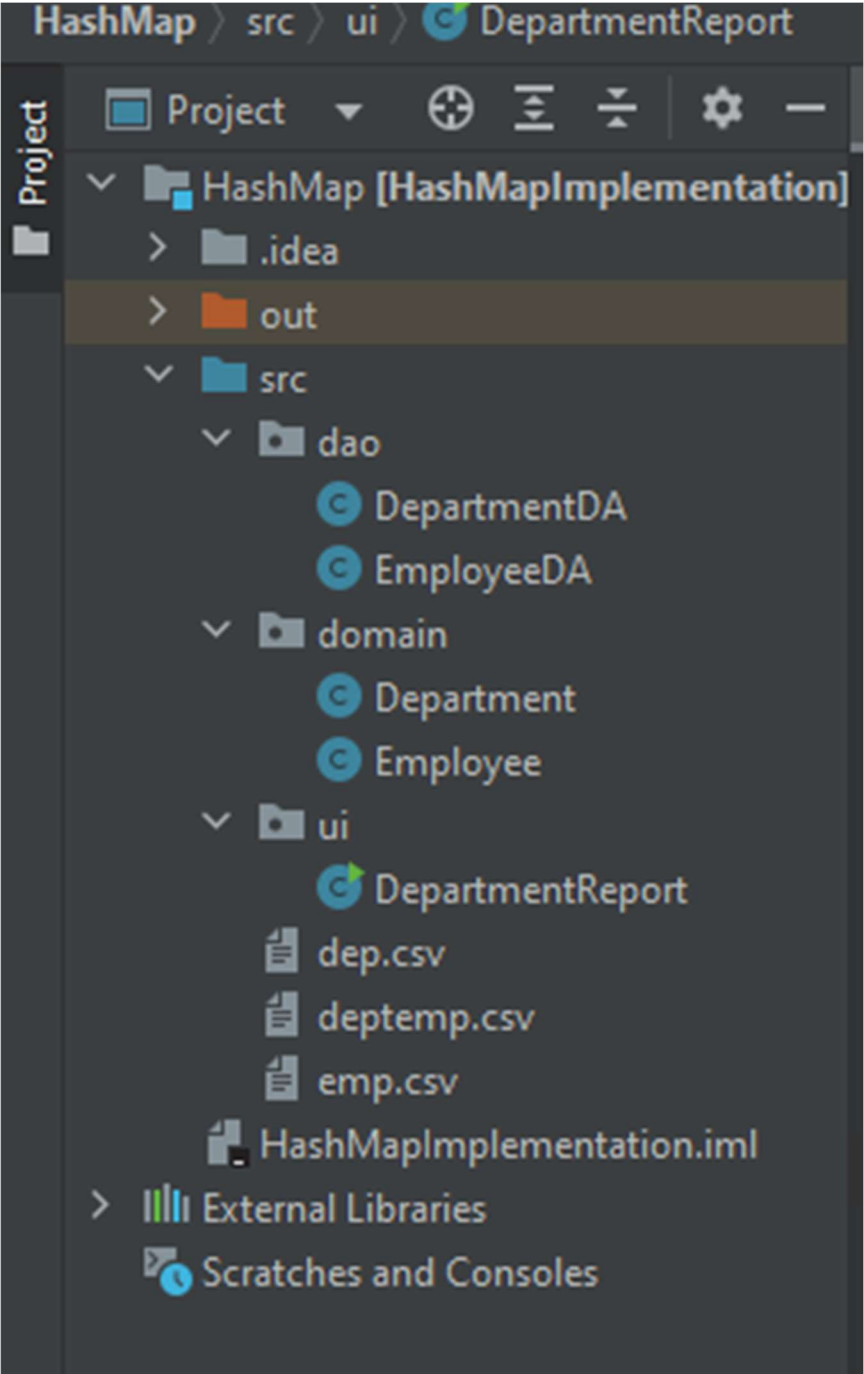 HashMap src ui DepartmentReport
Project
Project
HashMap [HashMapImplementation]
.idea
out
src
dao
DepartmentDA
EmployeeDA
domain
Department
Employee
ui
DepartmentReport
dep.csv
deptemp.csv
emp.csv
HashMapImplementation.iml
External Libraries
Scratches and Consoles